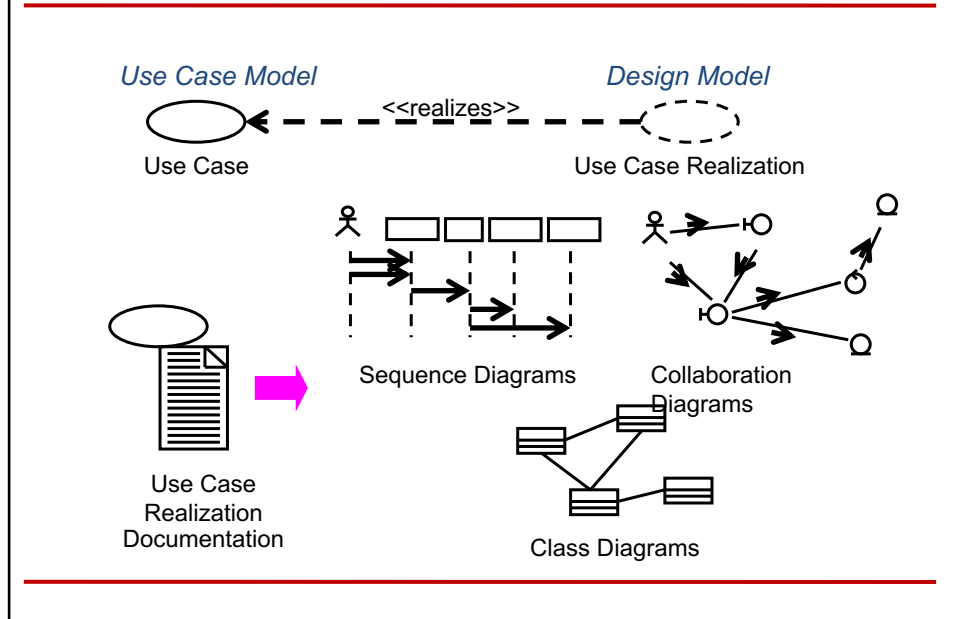 Use Case Model
Design Model
<<realizes>>
Use Case
Use Case Realization
Sequence Diagrams
Collaboration
Diagrams
Use Case
Realization
Documentation
Class Diagrams